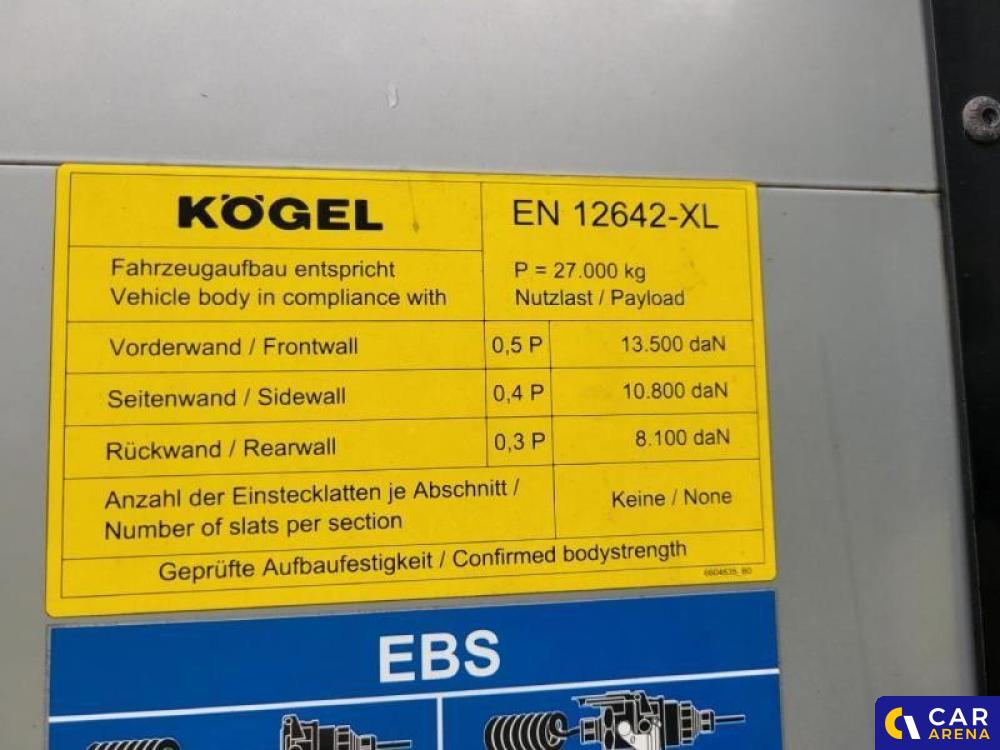 KÖGEL
EN 12642-XL
Fahrzeugaufbau entspricht
Vehicle body in compliance with
P = 27.000 kg
Nutzlast / Payload
Vorderwand / Frontwall 0,5 P 13.500 daN
Seitenwand / Sidewall 0,4 P 10.800 daN
Rückwand / Rearwall 0,3 P 8.100 daN
Anzahl der Einstecklatten je Abschnitt /
Number of slats per section
Keine / None
Geprüfte Aufbaufestigkeit / Confirmed bodystrength
EBS
CAR
ARENA